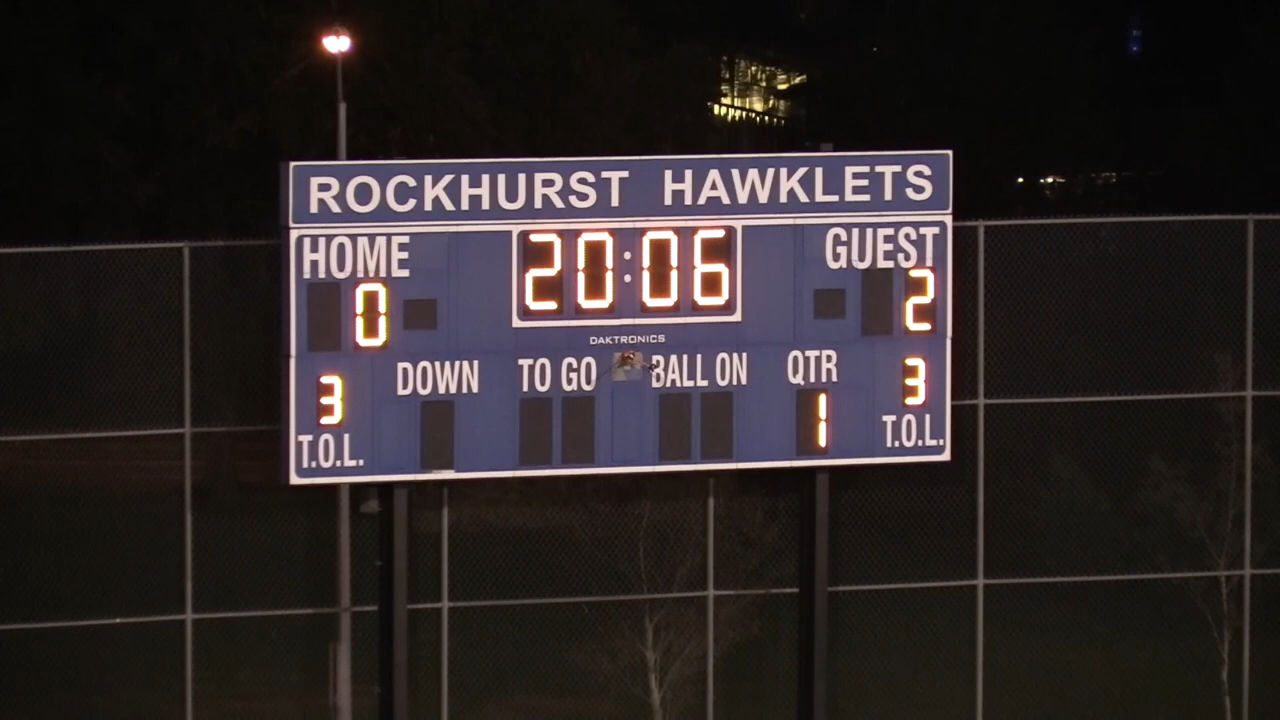 ROCKHURST HAWKLETS
HOME 20:06 GUEST
0 2
DAKTRONICS
DOWN TO GO BALL ON QTR
3 1 3
T.O.L. T.O.L.